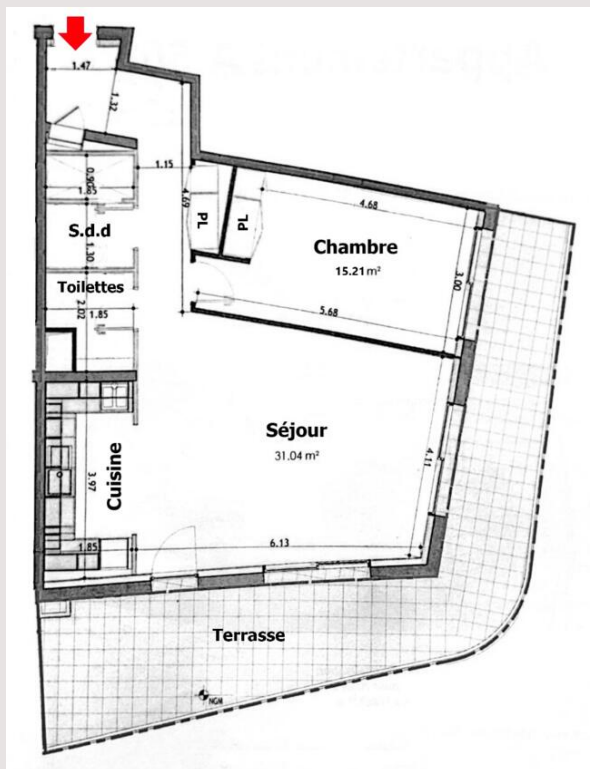 1.47
1.32
0.90
1.85
1.15
4.69
PL
PL
4.68
Chambre
15.21 m²
3.00
S.d.d
1.30
Toilettes
2.02
1.85
5.68
Séjour
31.04 m²
4.11
Cuisine
3.97
1.85
6.13
Terrasse
NGN